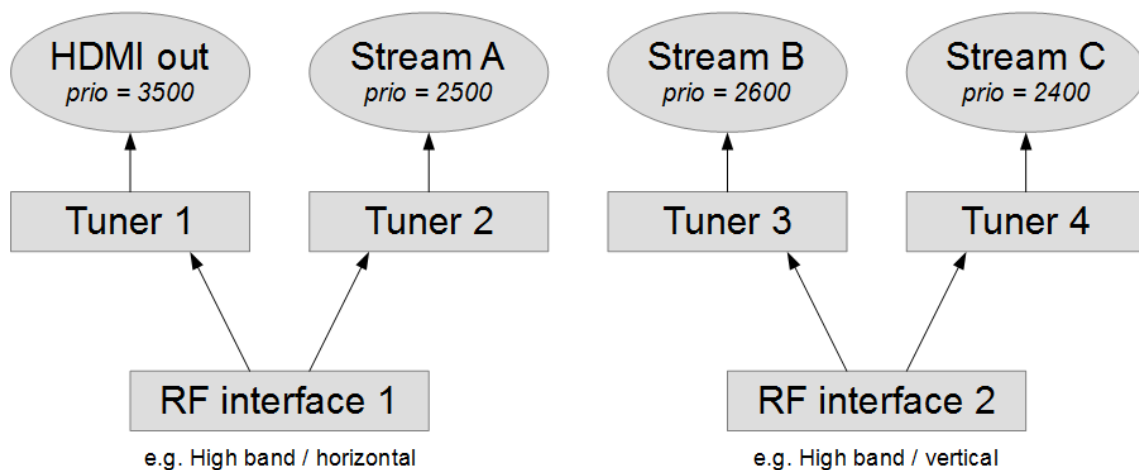 HDMI out
prio = 3500
Stream A
prio = 2500
Stream B
prio = 2600
Stream C
prio = 2400
Tuner 1
Tuner 2
Tuner 3
Tuner 4
RF interface 1
RF interface 2
e.g. High band / horizontal
e.g. High band / vertical